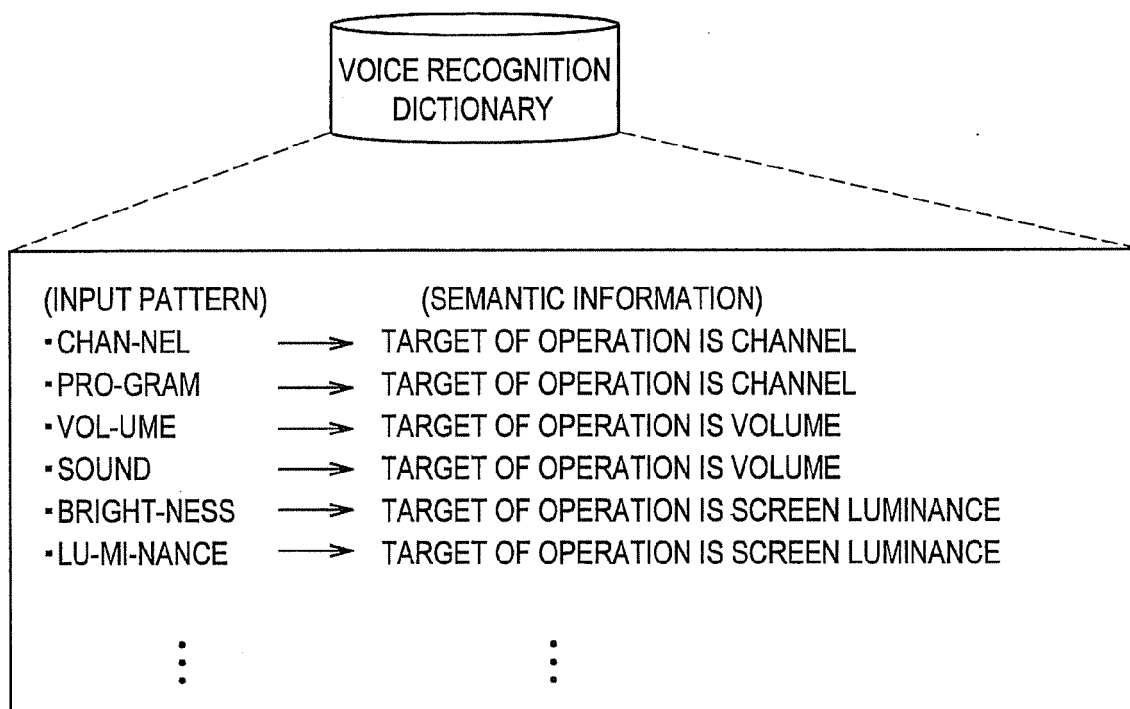 VOICE RECOGNITION
DICTIONARY
(INPUT PATTERN) (SEMANTIC INFORMATION)
▪CHAN-NEL → TARGET OF OPERATION IS CHANNEL
▪PRO-GRAM → TARGET OF OPERATION IS CHANNEL
▪VOL-UME → TARGET OF OPERATION IS VOLUME
▪SOUND → TARGET OF OPERATION IS VOLUME
▪BRIGHT-NESS → TARGET OF OPERATION IS SCREEN LUMINANCE
▪LU-MI-NANCE → TARGET OF OPERATION IS SCREEN LUMINANCE
⋮ ⋮